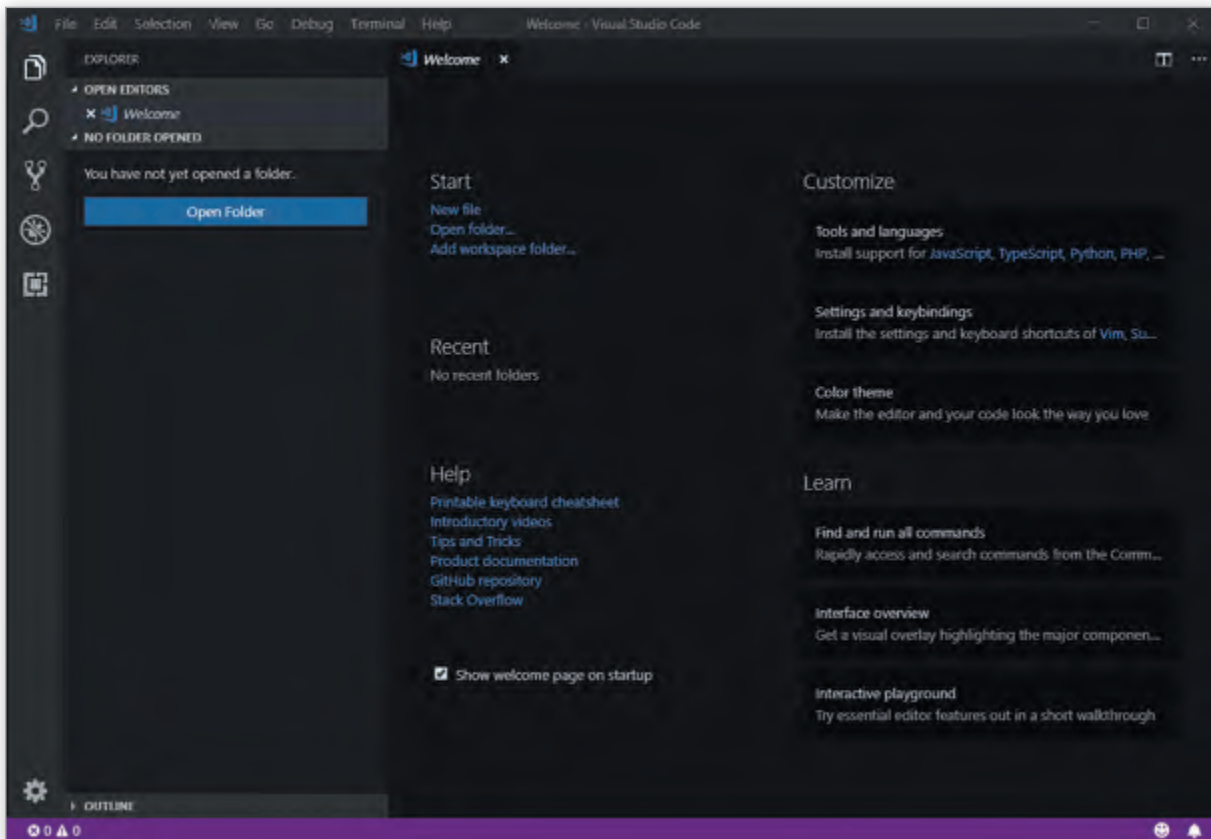 File Edit Selection View Go Debug Terminal Help Welcome - Visual Studio Code
EXPLORER
OPEN EDITORS
Welcome
NO FOLDER OPENED
You have not yet opened a folder.
Open Folder
OUTLINE
Welcome
Start
New file
Open folder...
Add workspace folder...
Recent
No recent folders
Help
Printable keyboard cheatsheet
Introductory videos
Tips and Tricks
Product documentation
GitHub repository
Stack Overflow
Show welcome page on startup
Customize
Tools and languages
Install support for JavaScript, TypeScript, Python, PHP, ...
Settings and keybindings
Install the settings and keyboard shortcuts of Vim, Su...
Color theme
Make the editor and your code look the way you love
Learn
Find and run all commands
Rapidly access and search commands from the Comm...
Interface overview
Get a visual overlay highlighting the major componen...
Interactive playground
Try essential editor features out in a short walkthrough
0 0